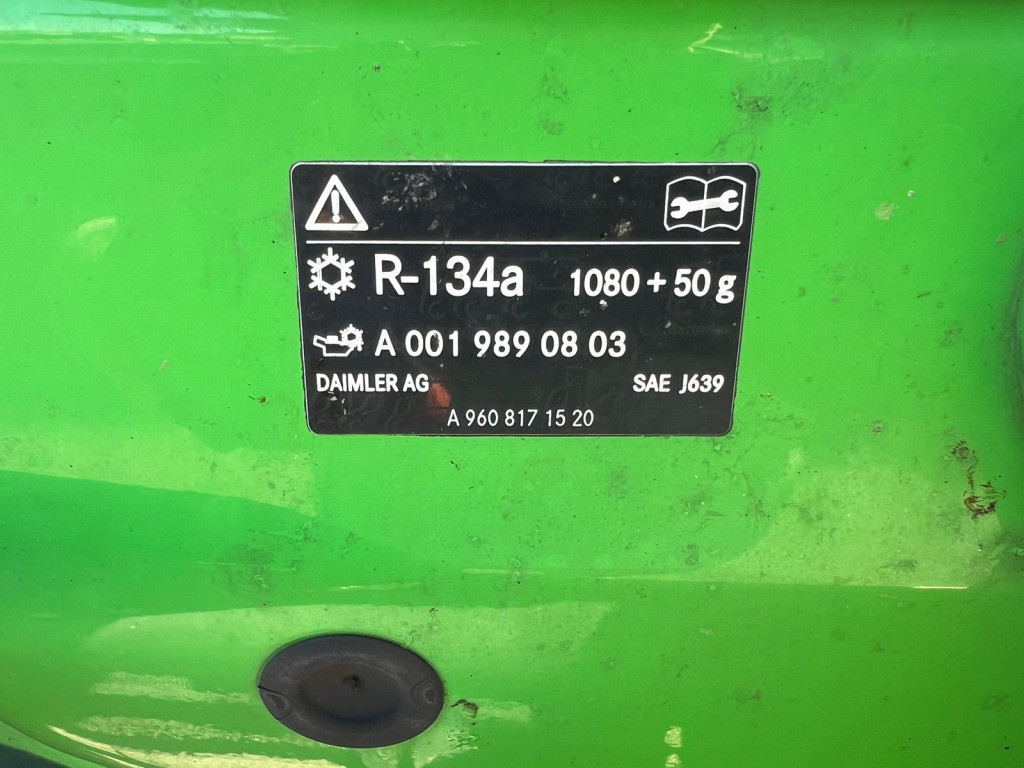 R-134a 1080 + 50 g
A 001 989 08 03
DAIMLER AG SAE J639
A 960 817 15 20